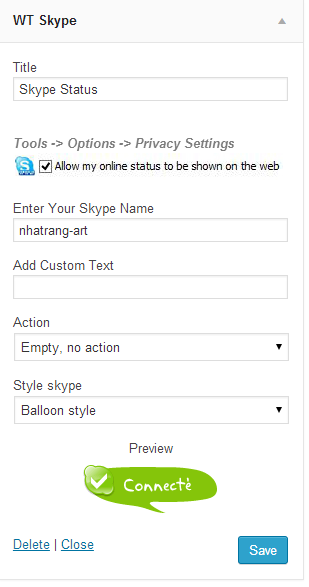 WT Skype
Title
Skype Status
Tools -> Options -> Privacy Settings
Allow my online status to be shown on the web
Enter Your Skype Name
nhatrang-art
Add Custom Text
Action
Empty, no action
Style skype
Balloon style
Preview
Connecté
Delete | Close
Save